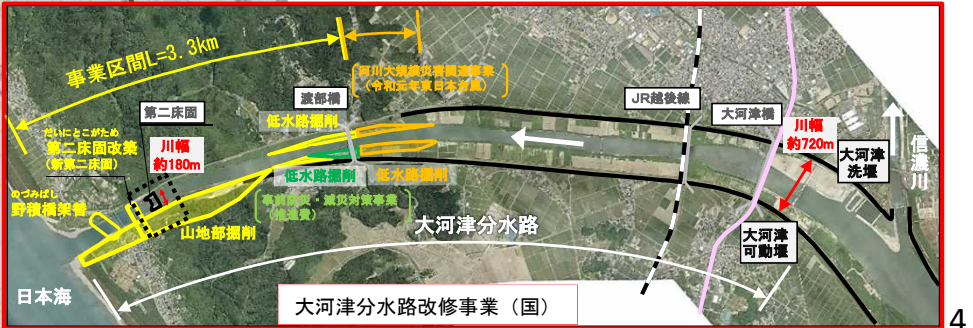 事業区間L=3.3km
河川大規模災害関連事業
（令和元年東日本台風）
渡部橋
JR越後線
大河津橋
第二床固
低水路掘削
だいにとこがため
第二床固改築
（新第二床固）
川幅
約180m
川幅
約720m
大河津
洗堰
信濃川
低水路掘削
低水路掘削
のづみばし
野積橋架替
事前防災・減災対策事業
（推進費）
山地部掘削
大河津分水路
大河津
可動堰
日本海
大河津分水路改修事業（国）
4